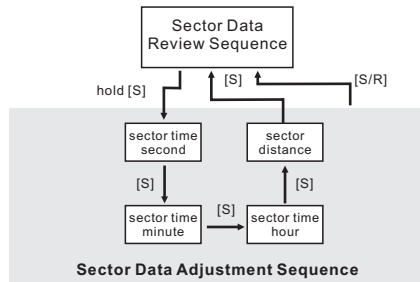 Sector Data
Review Sequence
hold [S]
[S]
[S/R]
sector time
second
sector
distance
[S]
[S]
[S]
sector time
minute
sector time
hour
Sector Data Adjustment Sequence